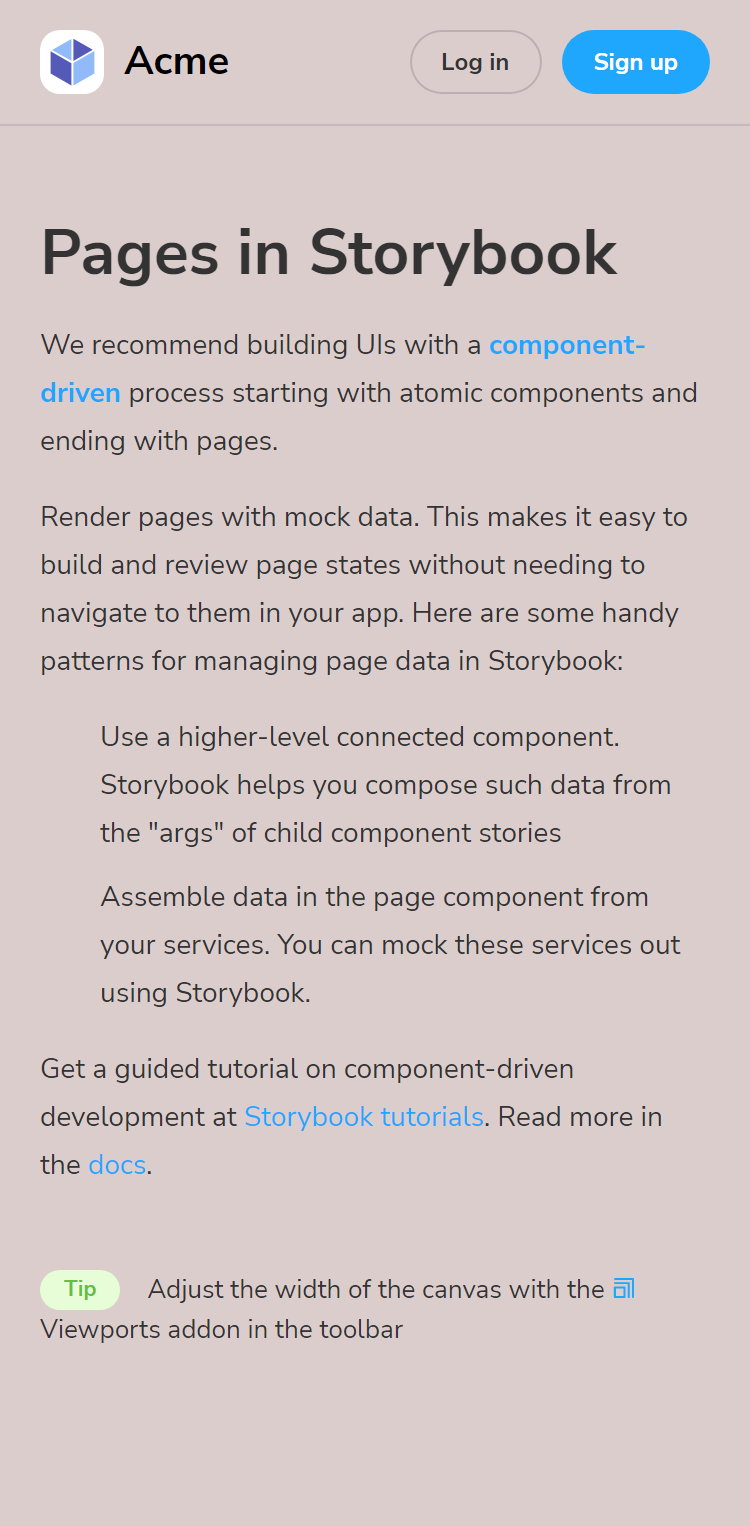 Acme
Log in
Sign up
Pages in Storybook
We recommend building UIs with a component-
driven process starting with atomic components and
ending with pages.
Render pages with mock data. This makes it easy to
build and review page states without needing to
navigate to them in your app. Here are some handy
patterns for managing page data in Storybook:
Use a higher-level connected component.
Storybook helps you compose such data from
the "args" of child component stories
Assemble data in the page component from
your services. You can mock these services out
using Storybook.
Get a guided tutorial on component-driven
development at Storybook tutorials. Read more in
the docs.
Tip Adjust the width of the canvas with the
Viewports addon in the toolbar